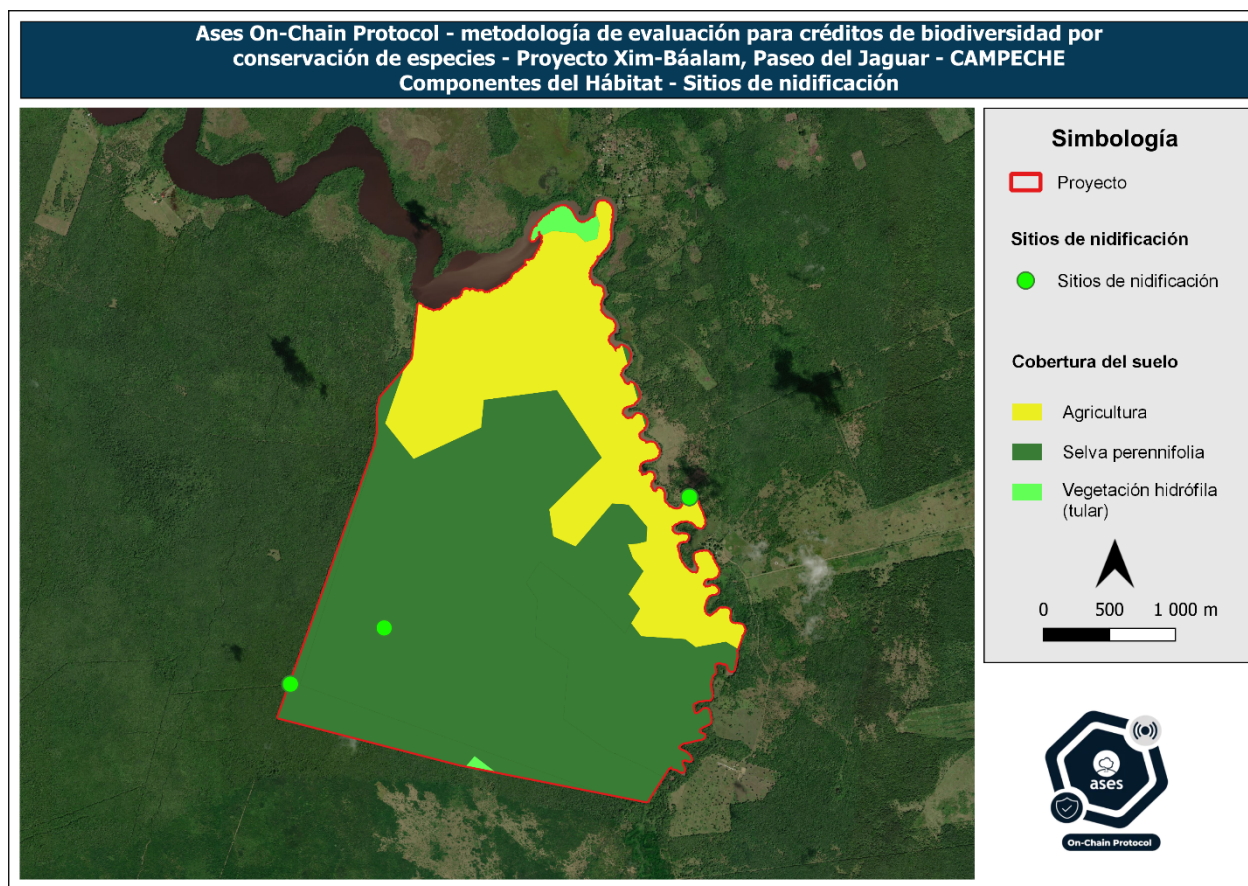 Ases On-Chain Protocol - metodología de evaluación para créditos de biodiversidad por
conservación de especies - Proyecto Xim-Báalam, Paseo del Jaguar - CAMPECHE
Componentes del Hábitat - Sitios de nidificación
Simbología
Proyecto
Sitios de nidificación
Sitios de nidificación
Cobertura del suelo
Agricultura
Selva perennifolia
Vegetación hidrófila
(tular)
0 500 1 000 m
ases
On-Chain Protocol